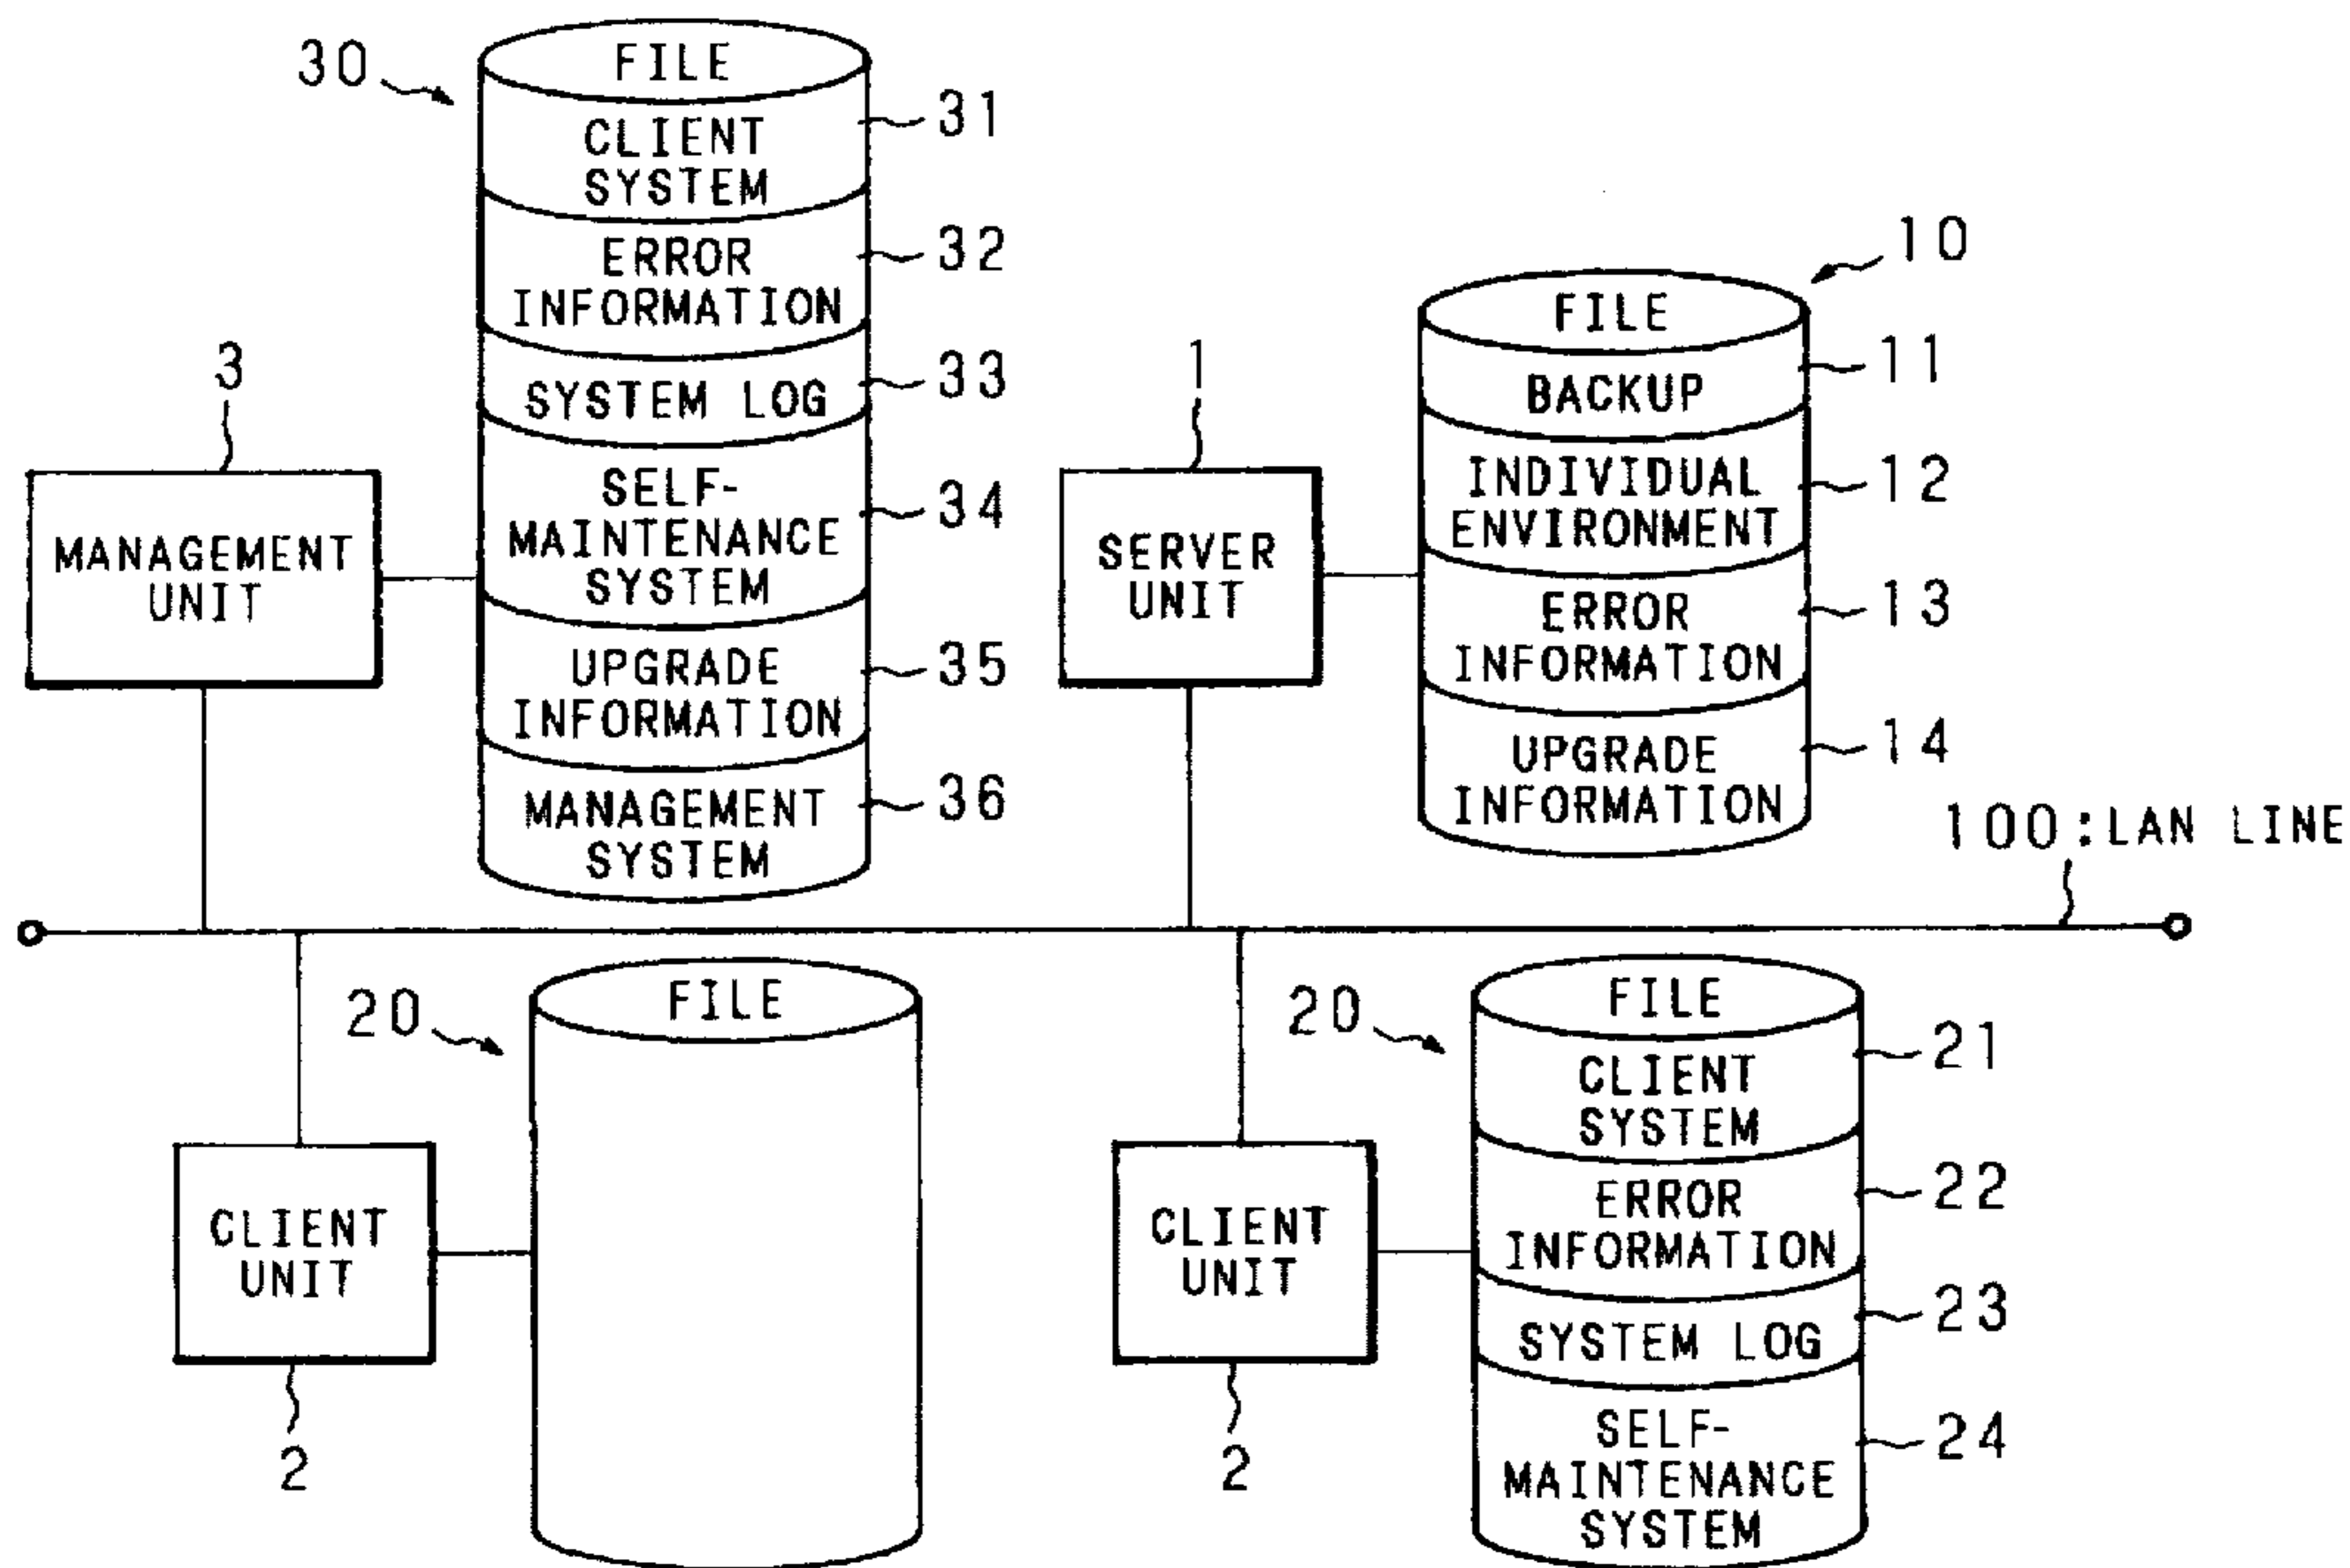 30
FILE
CLIENT
SYSTEM
31
ERROR
INFORMATION
32
SYSTEM LOG
33
SELF-
MAINTENANCE
SYSTEM
34
UPGRADE
INFORMATION
35
MANAGEMENT
SYSTEM
36
3
MANAGEMENT
UNIT
1
SERVER
UNIT
10
FILE
BACKUP
11
INDIVIDUAL
ENVIRONMENT
12
ERROR
INFORMATION
13
UPGRADE
INFORMATION
14
100:LAN LINE
20
FILE
CLIENT
UNIT
2
20
FILE
CLIENT
SYSTEM
21
ERROR
INFORMATION
22
SYSTEM LOG
23
SELF-
MAINTENANCE
SYSTEM
24
CLIENT
UNIT
2